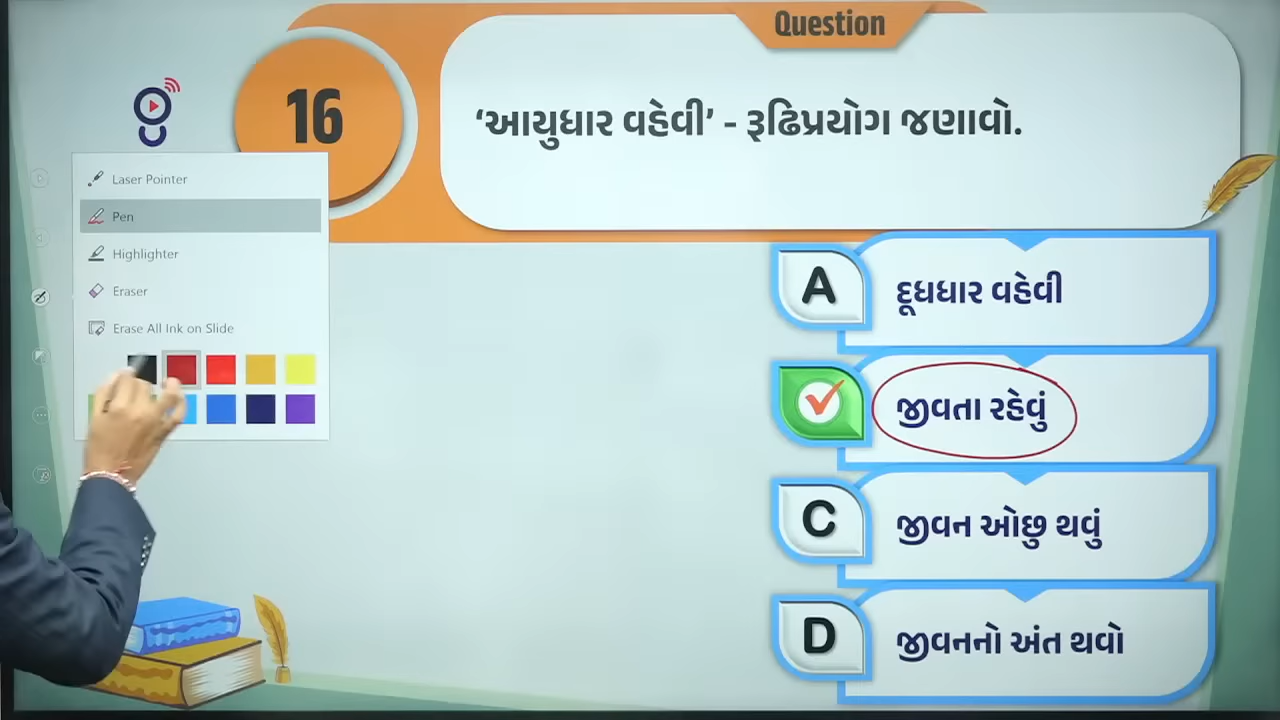 Question
16
‘આયુધાર વહેવી’ - રૂઢિપ્રયોગ જણાવો.
Laser Pointer
Pen
Highlighter
Eraser
Erase All Ink on Slide
A
દૂધધાર વહેવી
જીવતા રહેવું
C
જીવન ઓછુ થવું
D
જીવનનો અંત થવો